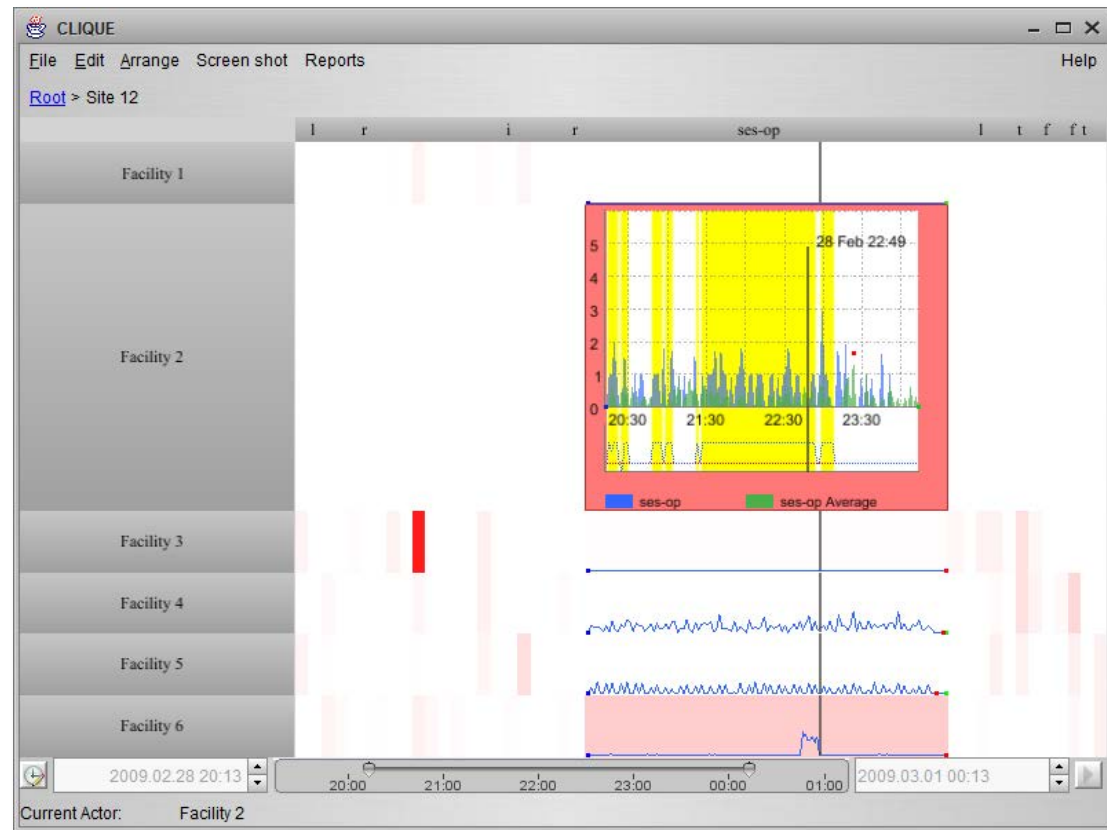 CLIQUE
File Edit Arrange Screen shot Reports Help
Root > Site 12
l r i r ses-op l t f f t
Facility 1
Facility 2
5
28 Feb 22:49
4
3
2
1
0
20:30 21:30 22:30 23:30
ses-op ses-op Average
Facility 3
Facility 4
Facility 5
Facility 6
2009.02.28 20:13
20:00 21:00 22:00 23:00 00:00 01:00
2009.03.01 00:13
Current Actor: Facility 2